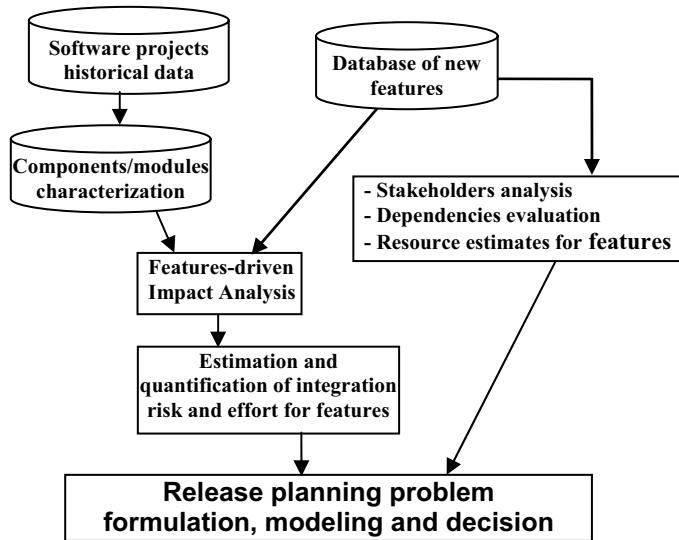 Software projects
historical data
Database of new
features
Components/modules
characterization
- Stakeholders analysis
- Dependencies evaluation
- Resource estimates for features
Features-driven
Impact Analysis
Estimation and
quantification of integration
risk and effort for features
Release planning problem
formulation, modeling and decision